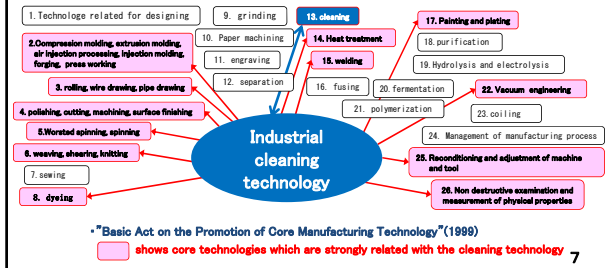 1.Technologe related for designing
2.Compression molding, extrusion molding,
air injection processing, injection molding,
forging, press working
3. rolling, wire drawing, pipe drawing
4. polishing, cutting, machining, surface finishing
5.Worsted spinning, spinning
6. weaving, shearing, knitting
7.sewing
8. dyeing
9. grinding
10. Paper machining
11. engraving
12. separation
13. cleaning
14. Heat treatment
15. welding
16. fusing
17. Painting and plating
18.purification
19.Hydrolysis and electrolysis
20.fermentation
21. polymerization
22. Vacuum engineering
23.coiling
24. Management of manufacturing process
25. Reconditioning and adjustment of machine
and tool
26. Non destructive examination and
measurement of physical properties
Industrial
cleaning
technology
・"Basic Act on the Promotion of Core Manufacturing Technology"(1999)
shows core technologies which are strongly related with the cleaning technology
7